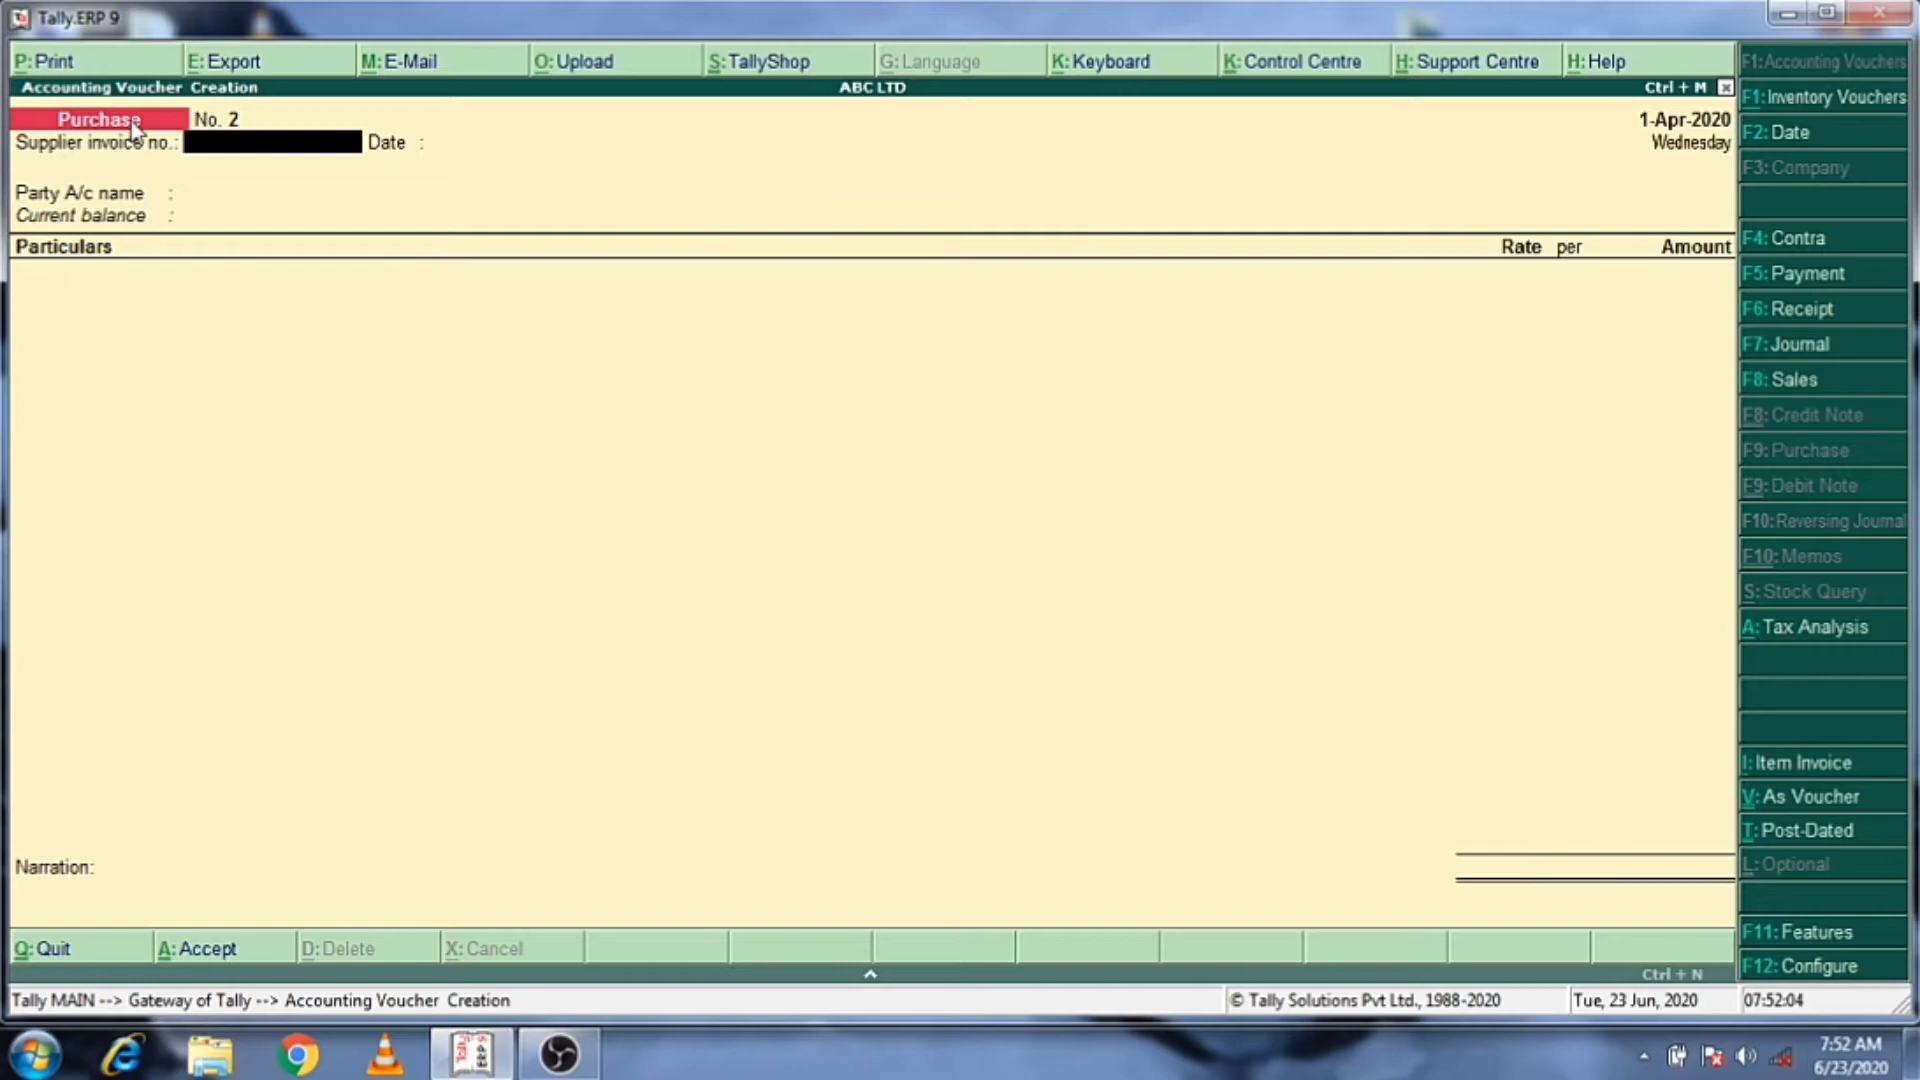 Tally.ERP 9
P: Print
E: Export
M: E-Mail
O: Upload
S: TallyShop
G: Language
K: Keyboard
K: Control Centre
H: Support Centre
H: Help
Accounting Voucher Creation
ABC LTD
Ctrl + M
Purchase
No. 2
1-Apr-2020
Supplier invoice no.:
Date :
Wednesday
Party A/c name :
Current balance :
Particulars
Rate per
Amount
Narration:
F1: Accounting Vouchers
F1: Inventory Vouchers
F2: Date
F3: Company
F4: Contra
F5: Payment
F6: Receipt
F7: Journal
F8: Sales
F8: Credit Note
F9: Purchase
F9: Debit Note
F10: Reversing Journal
F10: Memos
S: Stock Query
A: Tax Analysis
I: Item Invoice
V: As Voucher
T: Post-Dated
L: Optional
F11: Features
F12: Configure
Q: Quit
A: Accept
D: Delete
X: Cancel
Ctrl + N
Tally MAIN --> Gateway of Tally --> Accounting Voucher Creation
© Tally Solutions Pvt Ltd., 1988-2020
Tue, 23 Jun, 2020
07:52:04
Tally
ERP 9
7:52 AM
6/23/2020